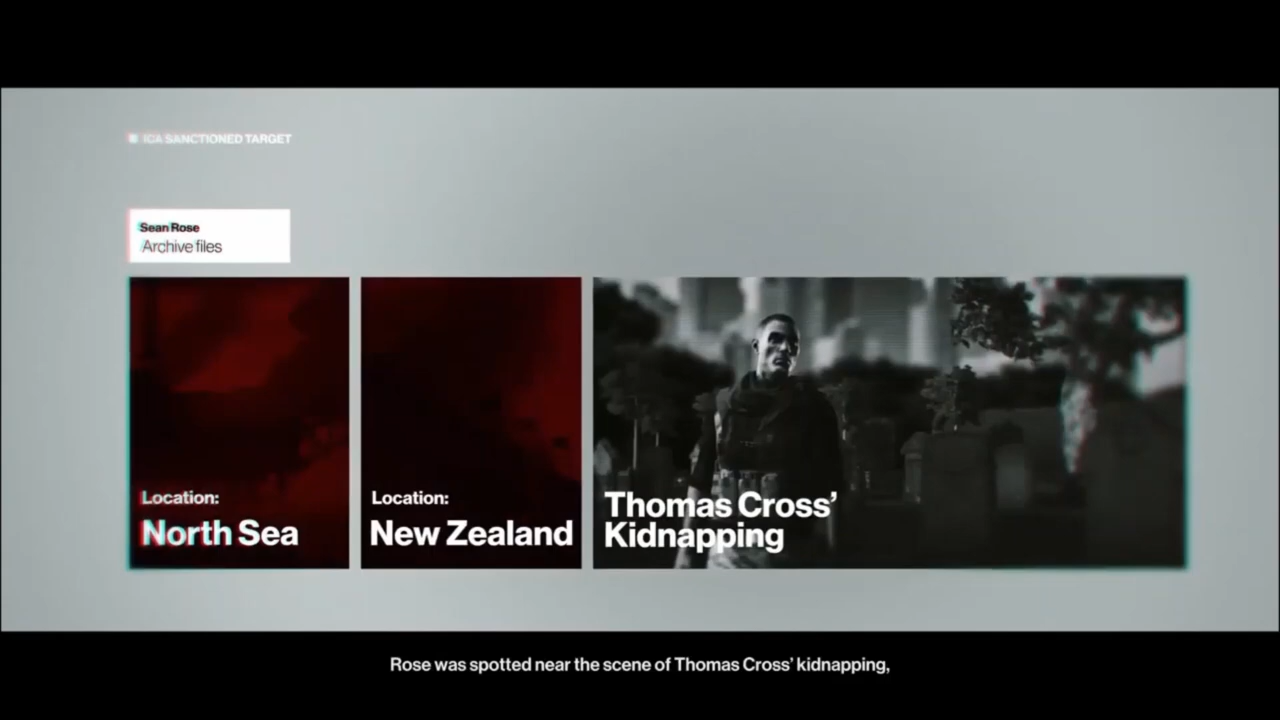 ICA SANCTIONED TARGET
Sean Rose
Archive files
Location:
North Sea
Location:
New Zealand
Thomas Cross’
Kidnapping
Rose was spotted near the scene of Thomas Cross’ kidnapping,